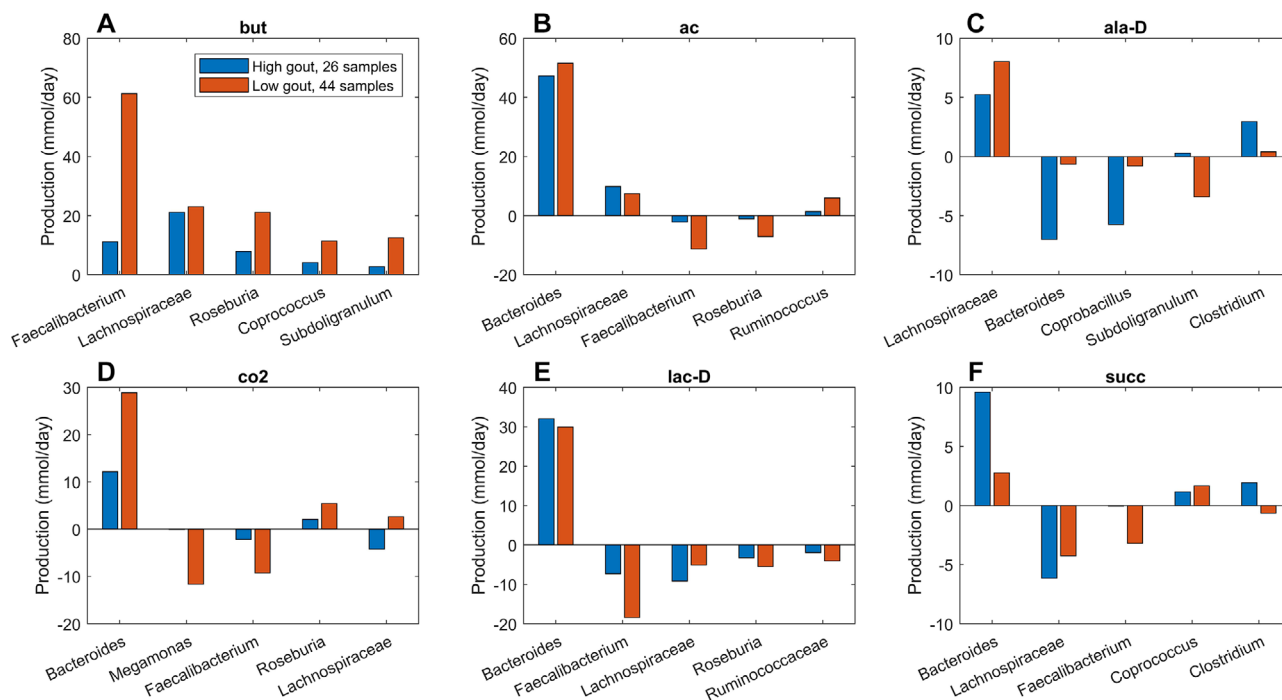 A
but
80
60
40
20
0
Production (mmol/day)
High gout, 26 samples
Low gout, 44 samples
Faecalibacterium
Lachnospiraceae
Roseburia
Coprococcus
Subdoligranulum
B
ac
60
40
20
0
-20
Production (mmol/day)
Bacteroides
Lachnospiraceae
Faecalibacterium
Roseburia
Ruminococcus
C
ala-D
10
5
0
-5
-10
Production (mmol/day)
Lachnospiraceae
Bacteroides
Coprobacillus
Subdoligranulum
Clostridium
D
co2
30
20
10
0
-10
-20
Production (mmol/day)
Bacteroides
Megamonas
Faecalibacterium
Roseburia
Lachnospiraceae
E
lac-D
40
30
20
10
0
-10
-20
Production (mmol/day)
Bacteroides
Faecalibacterium
Lachnospiraceae
Roseburia
Ruminoccaceae
F
succ
10
5
0
-5
-10
Production (mmol/day)
Bacteroides
Lachnospiraceae
Faecalibacterium
Coprococcus
Clostridium